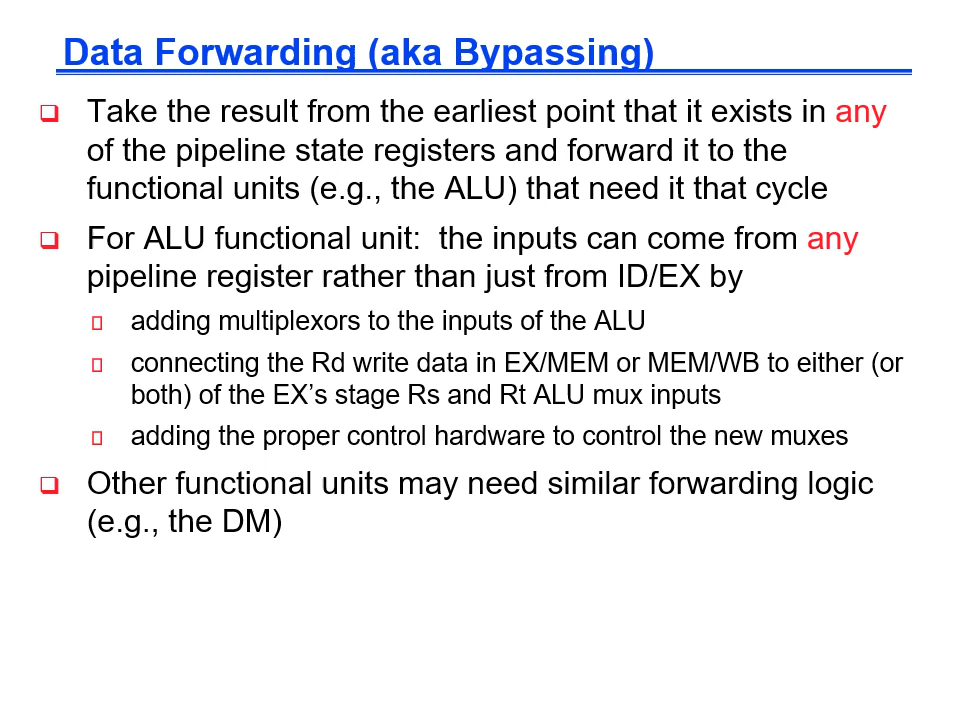 Data Forwarding (aka Bypassing)
Take the result from the earliest point that it exists in any
of the pipeline state registers and forward it to the
functional units (e.g., the ALU) that need it that cycle
For ALU functional unit:  the inputs can come from any
pipeline register rather than just from ID/EX by
adding multiplexors to the inputs of the ALU
connecting the Rd write data in EX/MEM or MEM/WB to either (or
both) of the EX’s stage Rs and Rt ALU mux inputs
adding the proper control hardware to control the new muxes
Other functional units may need similar forwarding logic
(e.g., the DM)